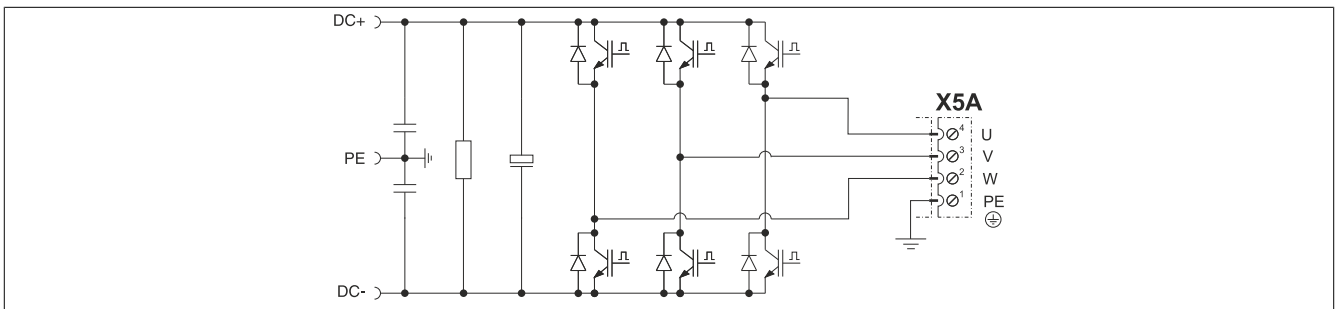 DC+
X5A
4 U
3 V
PE
2 W
1 PE
DC-